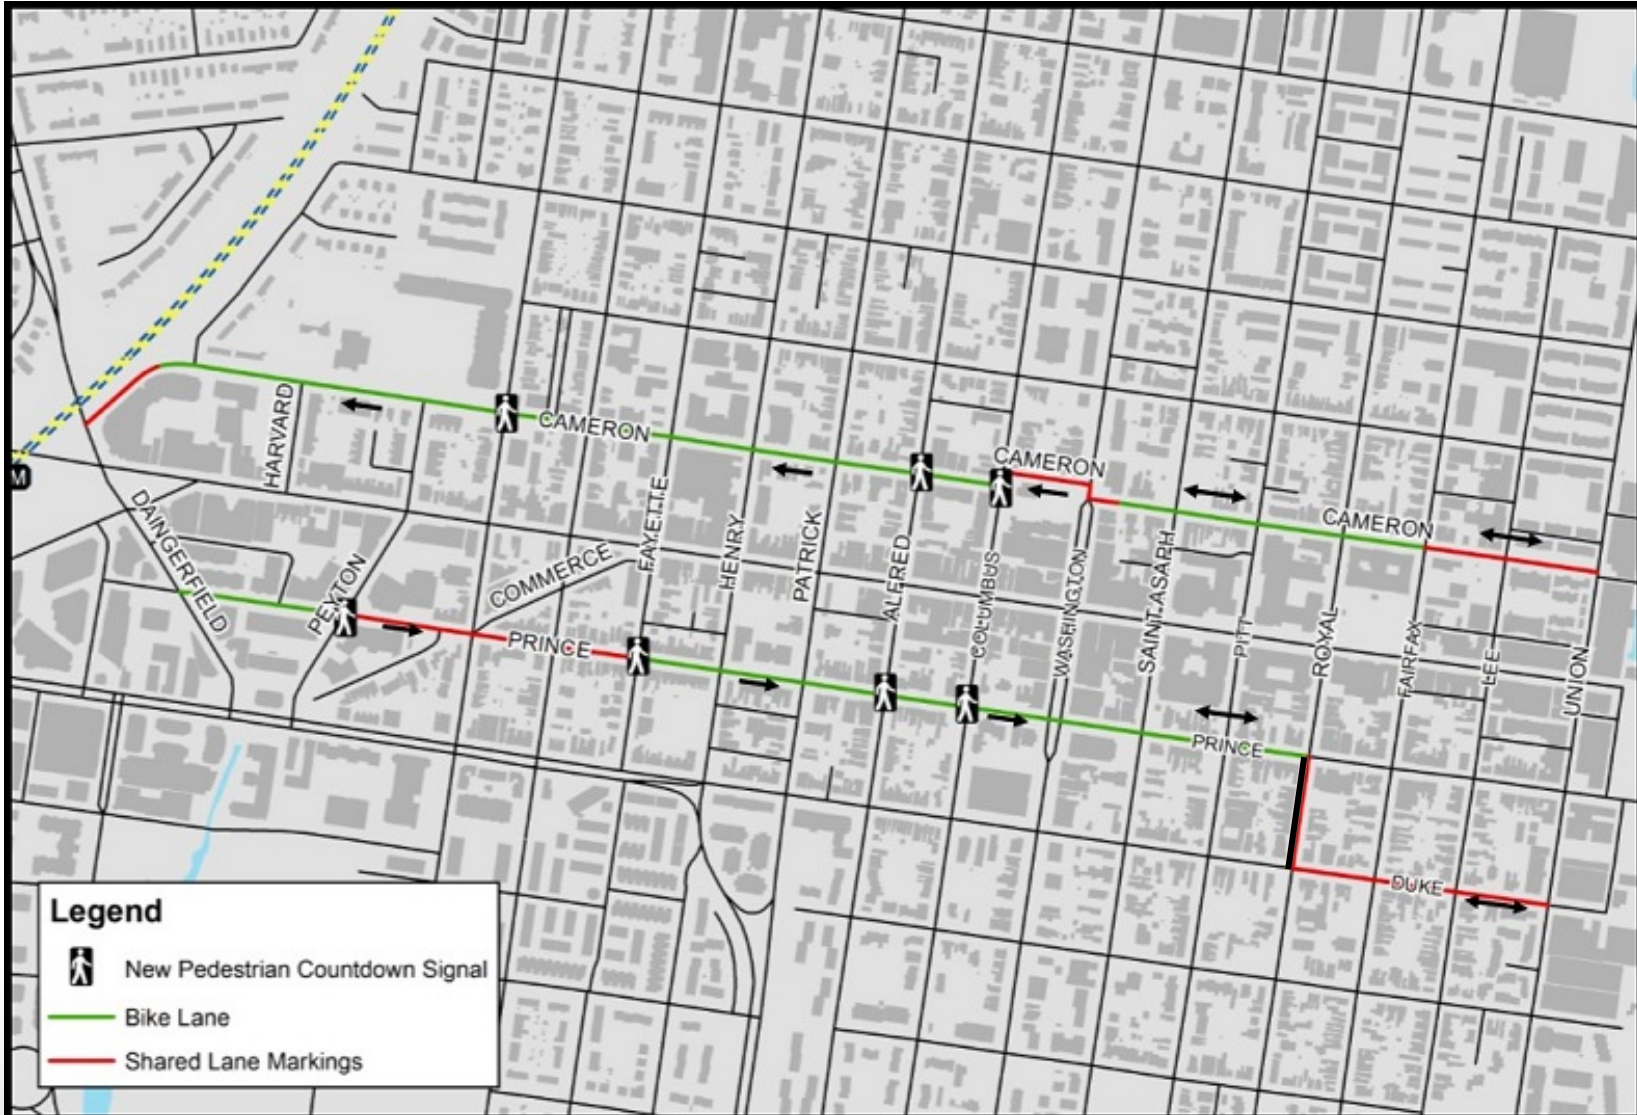 M
HARVARD
CAMERON
CAMERON
CAMERON
DAINGERFIELD
PEYTON
COMMERCE
FAYETTE
HENRY
PATRICK
ALFRED
COLUMBUS
WASHINGTON
SAINT ASAPH
PITT
ROYAL
FAIRFAX
LEE
UNION
PRINCE
PRINCE
DUKE
Legend
New Pedestrian Countdown Signal
Bike Lane
Shared Lane Markings